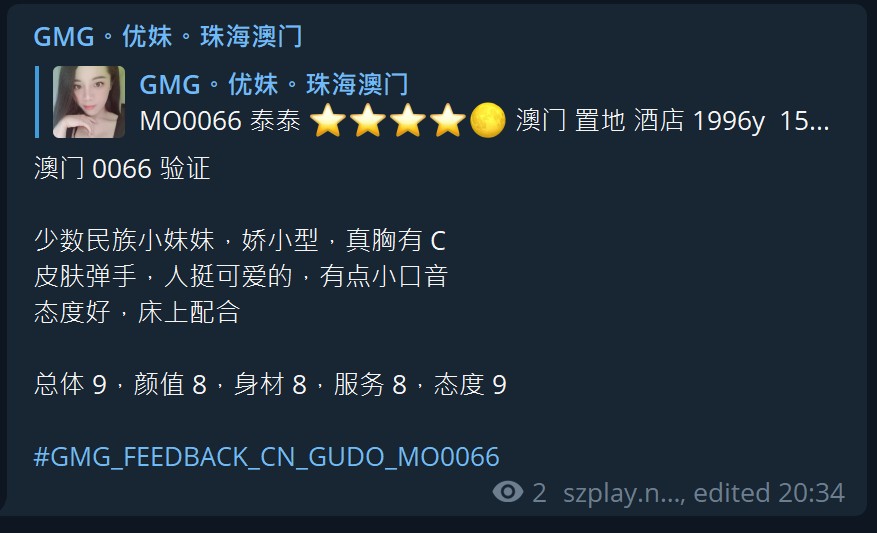 GMG。优妹。珠海澳门
GMG。优妹。珠海澳门
MO0066 泰泰 ⭐⭐⭐⭐🌕 澳门 置地 酒店 1996y 15...
澳门 0066 验证
少数民族小妹妹，娇小型，真胸有 C
皮肤弹手，人挺可爱的，有点小口音
态度好，床上配合
总体 9，颜值 8，身材 8，服务 8，态度 9
#GMG_FEEDBACK_CN_GUDO_MO0066
2 szplay.n..., edited 20:34